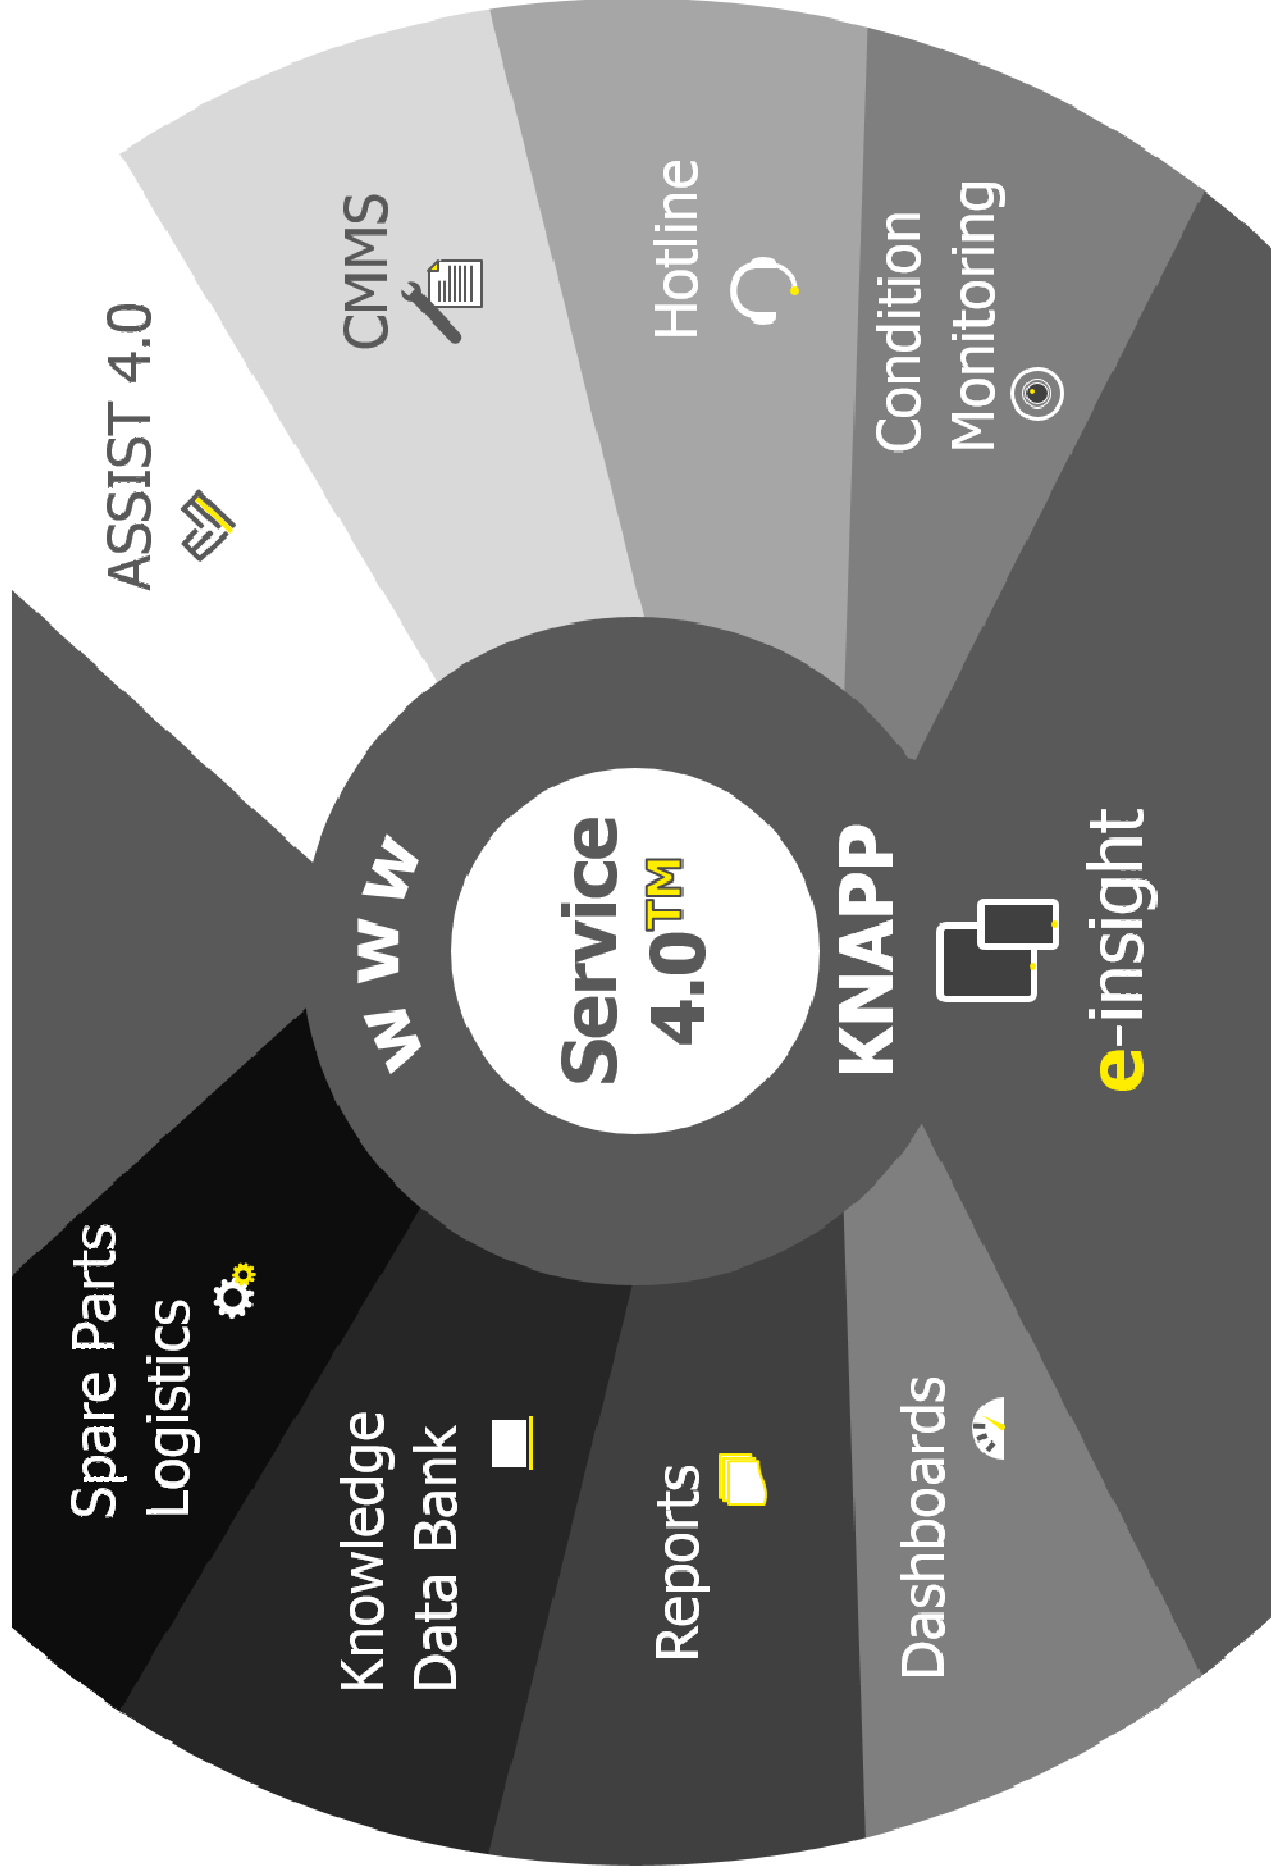 ASSIST 4.0
CMMS
Hotline
Condition
Monitoring
www
Service
4.0™
KNAPP
e-insight
Spare Parts
Logistics
Knowledge
Data Bank
Reports
Dashboards